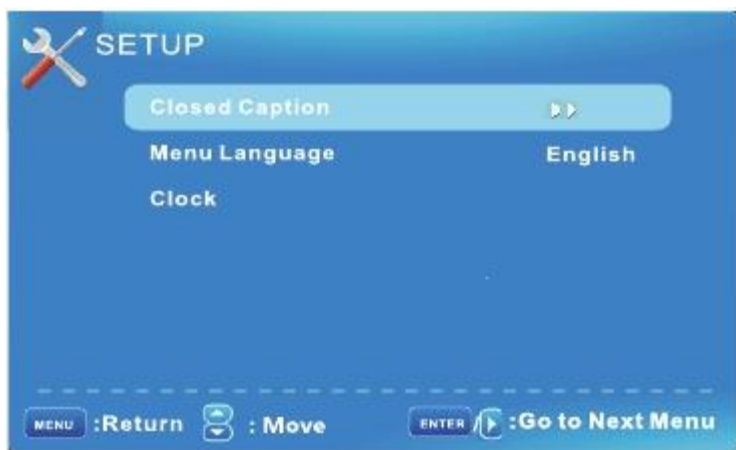 SETUP
Closed Caption
Menu Language English
Clock
MENU :Return : Move ENTER / :Go to Next Menu